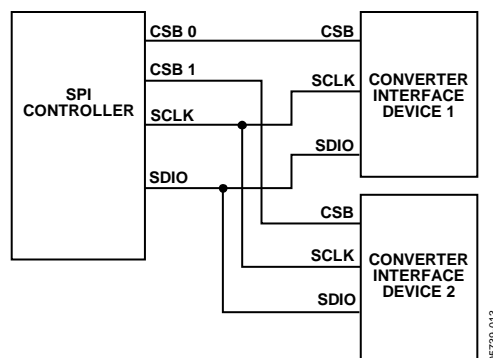 CSB 0
CSB 1
SPI
CONTROLLER
SCLK
SDIO
CSB
SCLK
CONVERTER
INTERFACE
DEVICE 1
SDIO
CSB
SCLK
CONVERTER
INTERFACE
DEVICE 2
SDIO